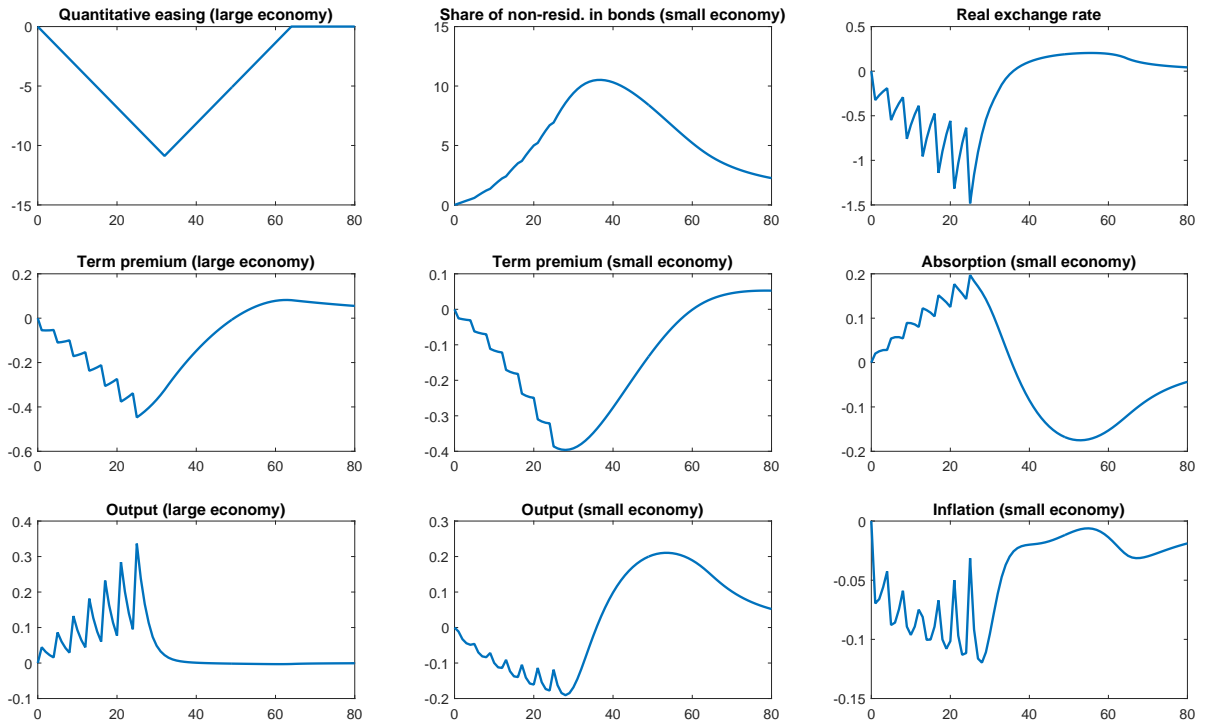 Quantitative easing (large economy)
0
-5
-10
-15
0 20 40 60 80
Share of non-resid. in bonds (small economy)
15
10
5
0
0 20 40 60 80
Real exchange rate
0.5
0
-0.5
-1
-1.5
0 20 40 60 80
Term premium (large economy)
0.2
0
-0.2
-0.4
-0.6
0 20 40 60 80
Term premium (small economy)
0.1
0
-0.1
-0.2
-0.3
-0.4
0 20 40 60 80
Absorption (small economy)
0.2
0.1
0
-0.1
-0.2
0 20 40 60 80
Output (large economy)
0.4
0.3
0.2
0.1
0
-0.1
0 20 40 60 80
Output (small economy)
0.3
0.2
0.1
0
-0.1
-0.2
0 20 40 60 80
Inflation (small economy)
0
-0.05
-0.1
-0.15
0 20 40 60 80